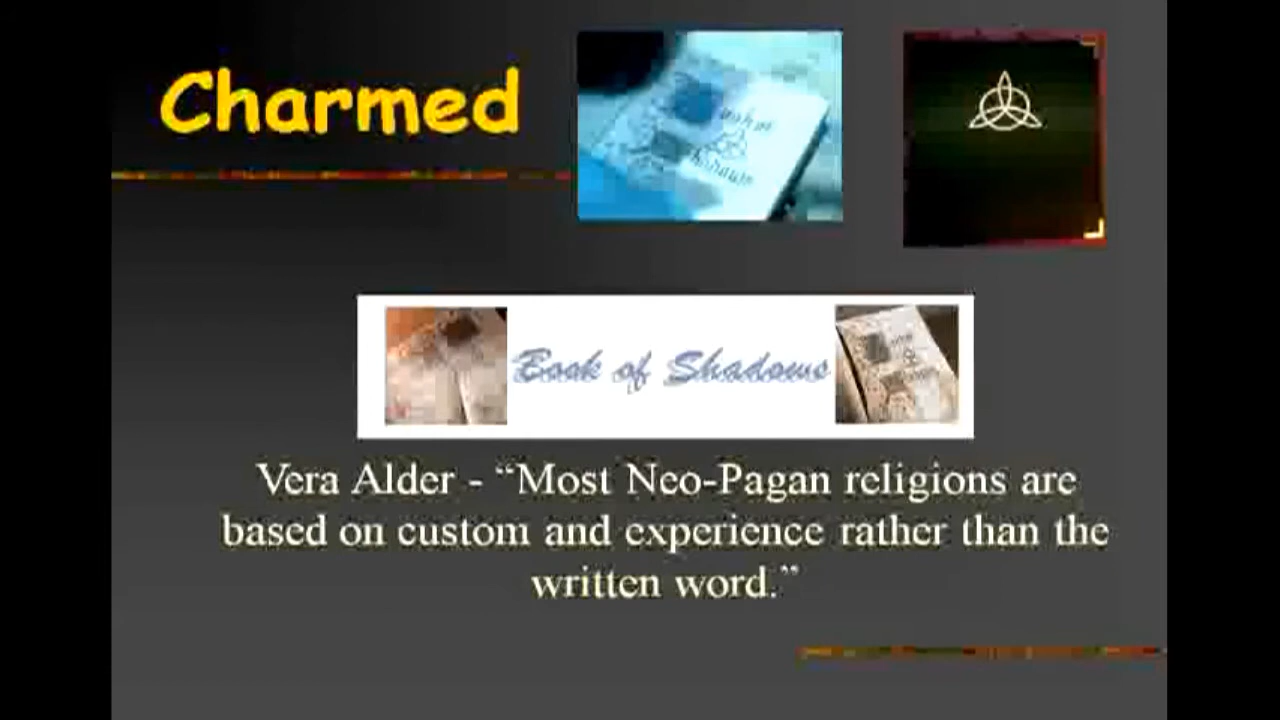 Charmed
Book of Shadows
Vera Alder - “Most Neo-Pagan religions are
based on custom and experience rather than the
written word.”